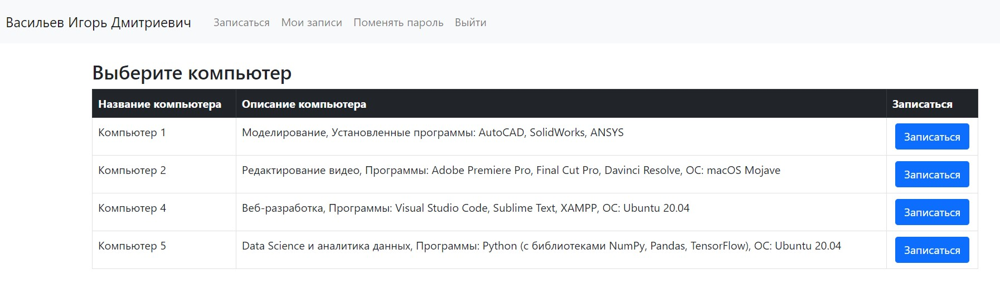 Васильев Игорь Дмитриевич Записаться Мои записи Поменять пароль Выйти
Выберите компьютер
Название компьютера Описание компьютера Записаться
Компьютер 1 Моделирование, Установленные программы: AutoCAD, SolidWorks, ANSYS Записаться
Компьютер 2 Редактирование видео, Программы: Adobe Premiere Pro, Final Cut Pro, Davinci Resolve, ОС: macOS Mojave Записаться
Компьютер 4 Веб-разработка, Программы: Visual Studio Code, Sublime Text, XAMPP, ОС: Ubuntu 20.04 Записаться
Компьютер 5 Data Science и аналитика данных, Программы: Python (с библиотеками NumPy, Pandas, TensorFlow), ОС: Ubuntu 20.04 Записаться